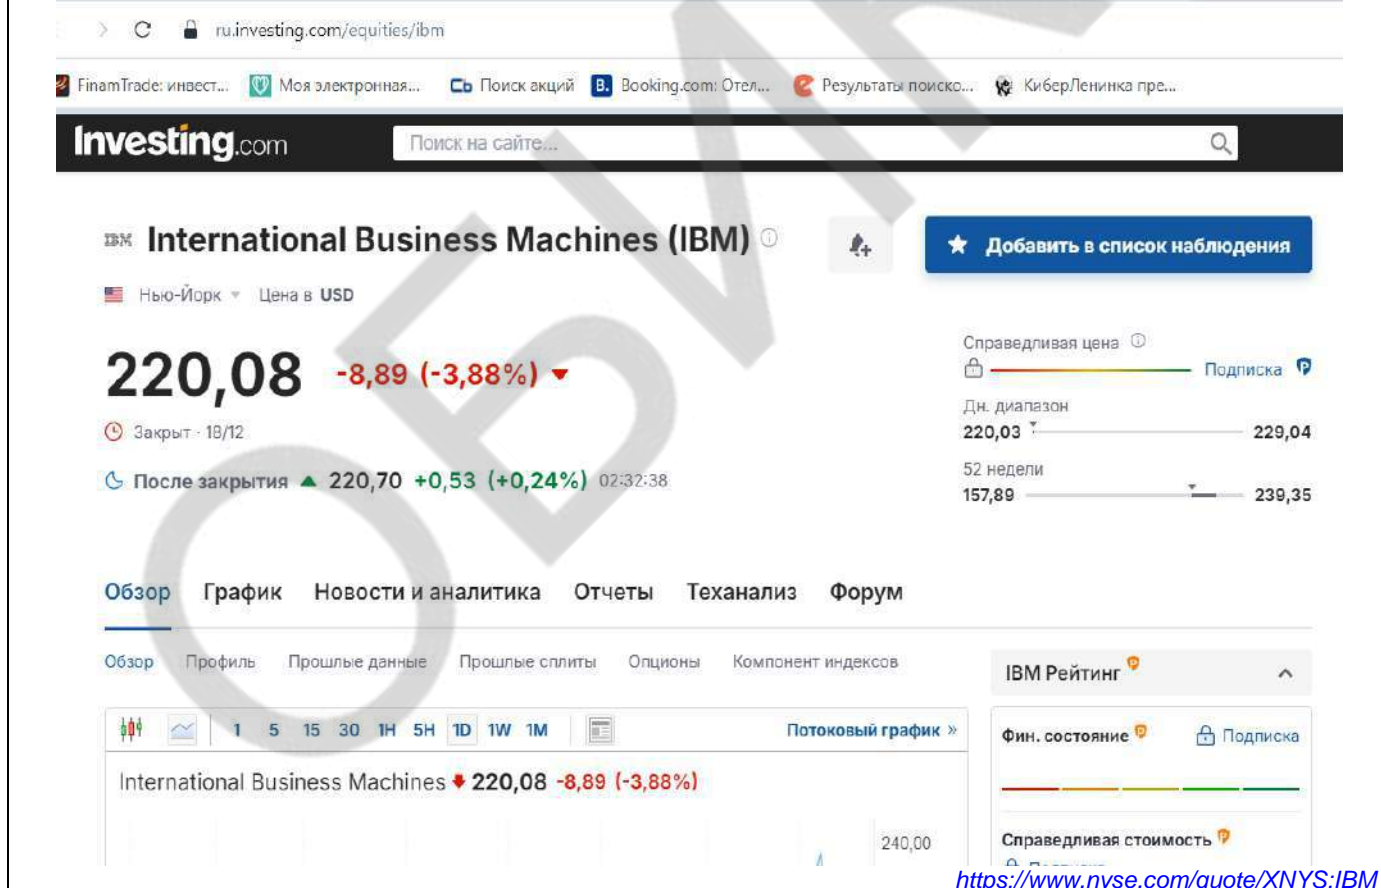 ru.investing.com/equities/ibm
FinamTrade: инвест... Моя электронная... Сь Поиск акций B. Booking.com: Отел... Результаты поиско... КиберЛенинка пре...
Investing.com Поиск на сайте...
IBM International Business Machines (IBM) Добавить в список наблюдения
Нью-Йорк Цена в USD
Справедливая цена
220,08 -8,89 (-3,88%) Подписка
Дн. диапазон
Закрыт · 18/12 220,03 229,04
52 недели
После закрытия 220,70 +0,53 (+0,24%) 02:32:38
157,89 239,35
Обзор График Новости и аналитика Отчеты Теханализ Форум
Обзор Профиль Прошлые данные Прошлые сплиты Опционы Компонент индексов IBM Рейтинг
1 5 15 30 1H 5H 1D 1W 1M Потоковый график » Фин. состояние Подписка
International Business Machines 220,08 -8,89 (-3,88%)
240,00 Справедливая стоимость
https://www.nyse.com/quote/XNYS:IBM